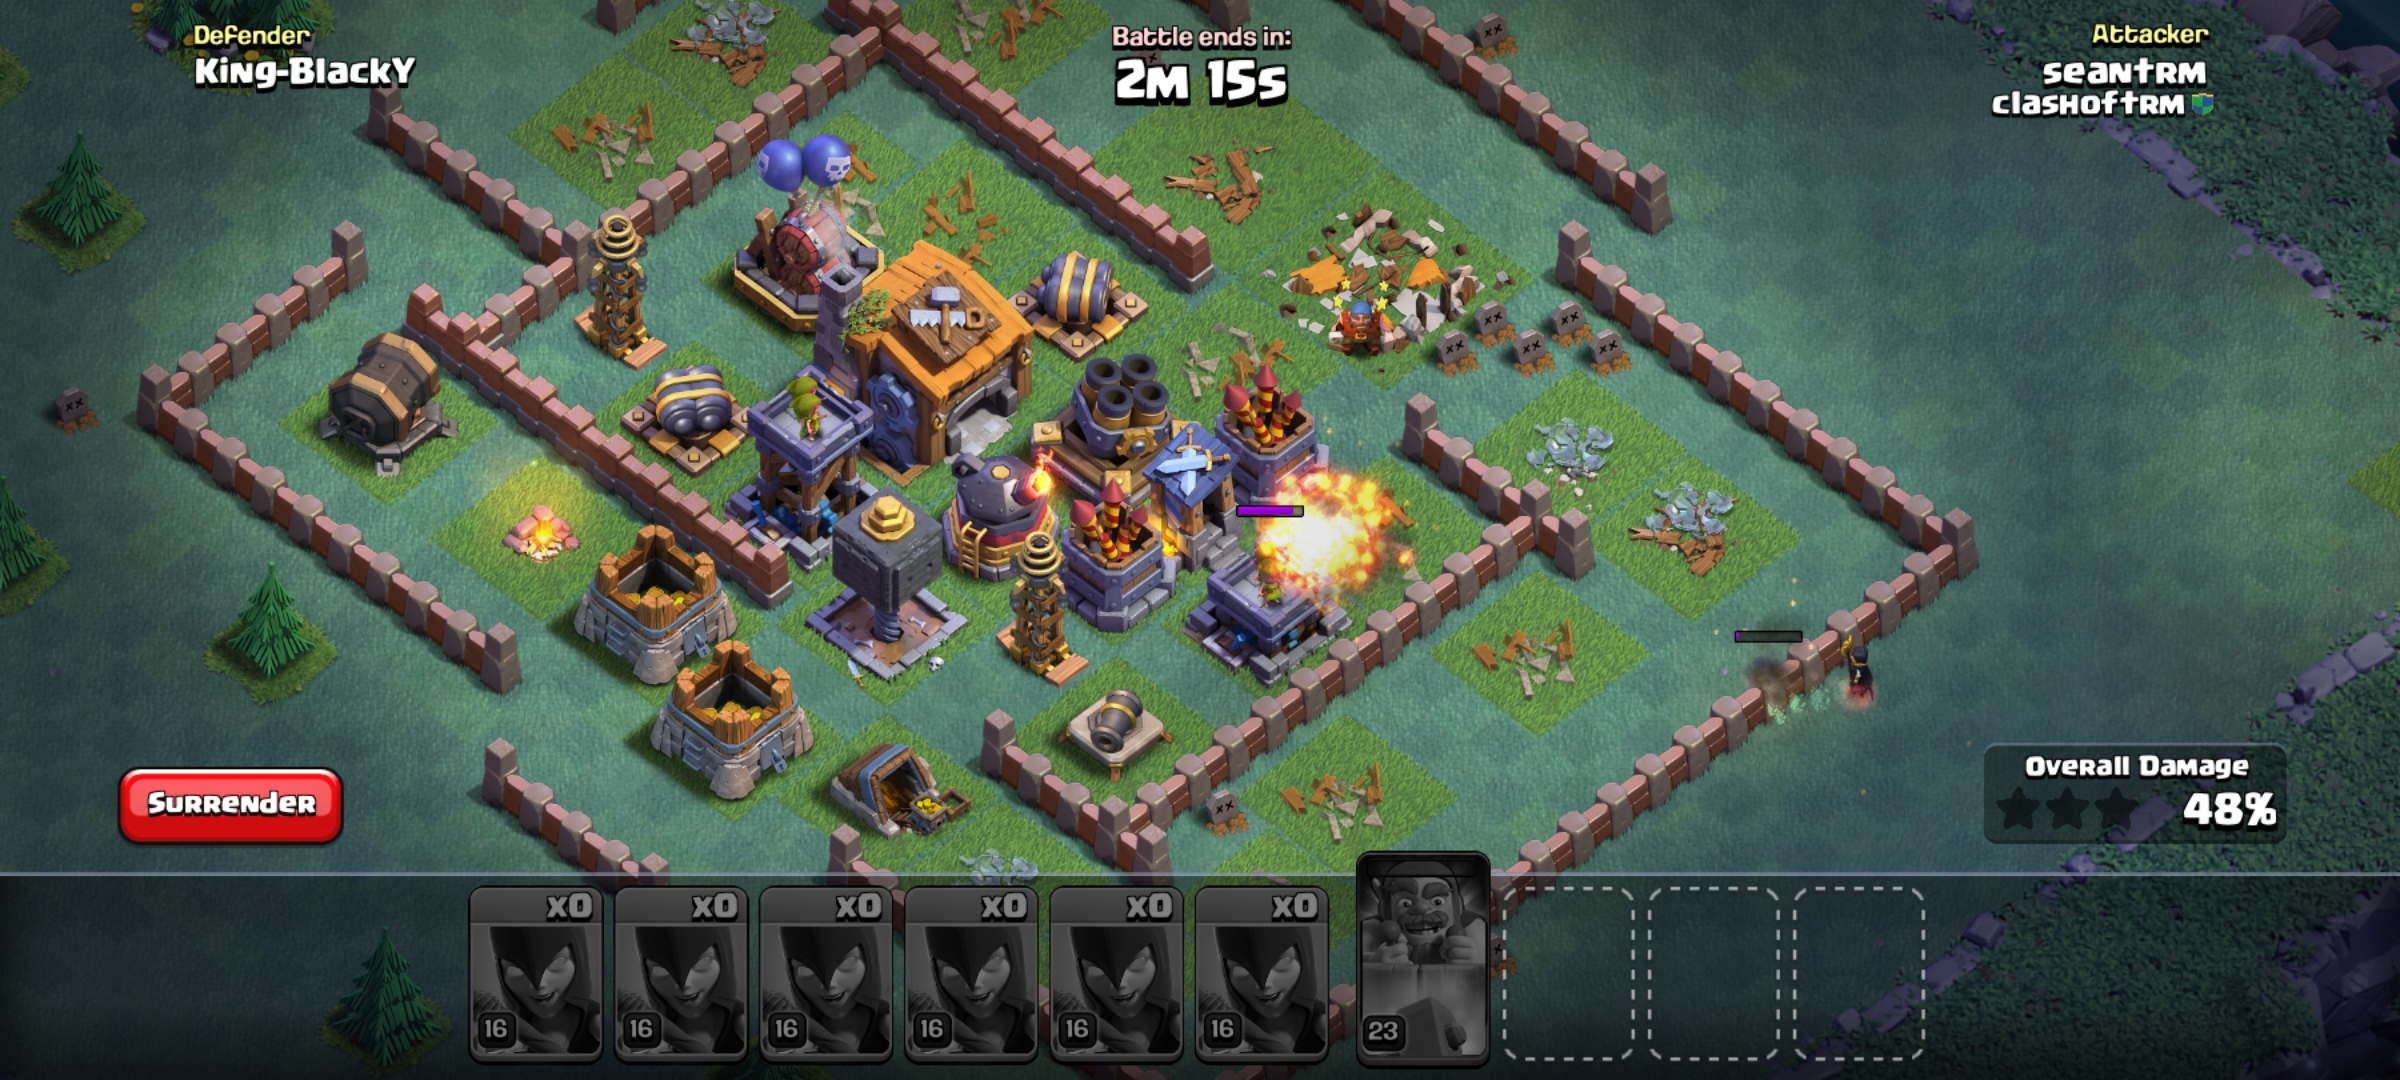 Defender
King-BlackY
Battle ends in:
2M 15s
Attacker
seantRM
clashoftRM
Surrender
Overall Damage
48%
x0
x0
x0
x0
x0
x0
16
16
16
16
16
16
23